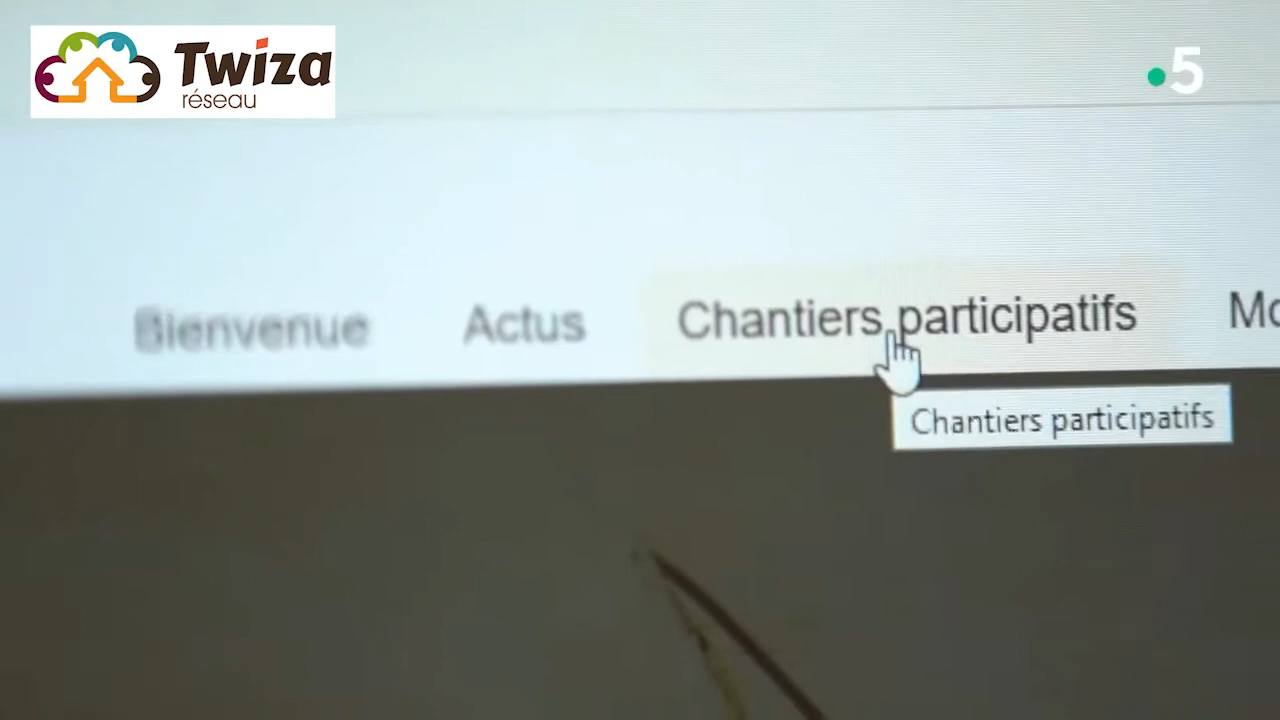 Twiza
réseau
5
Bienvenue Actus Chantiers participatifs
Chantiers participatifs